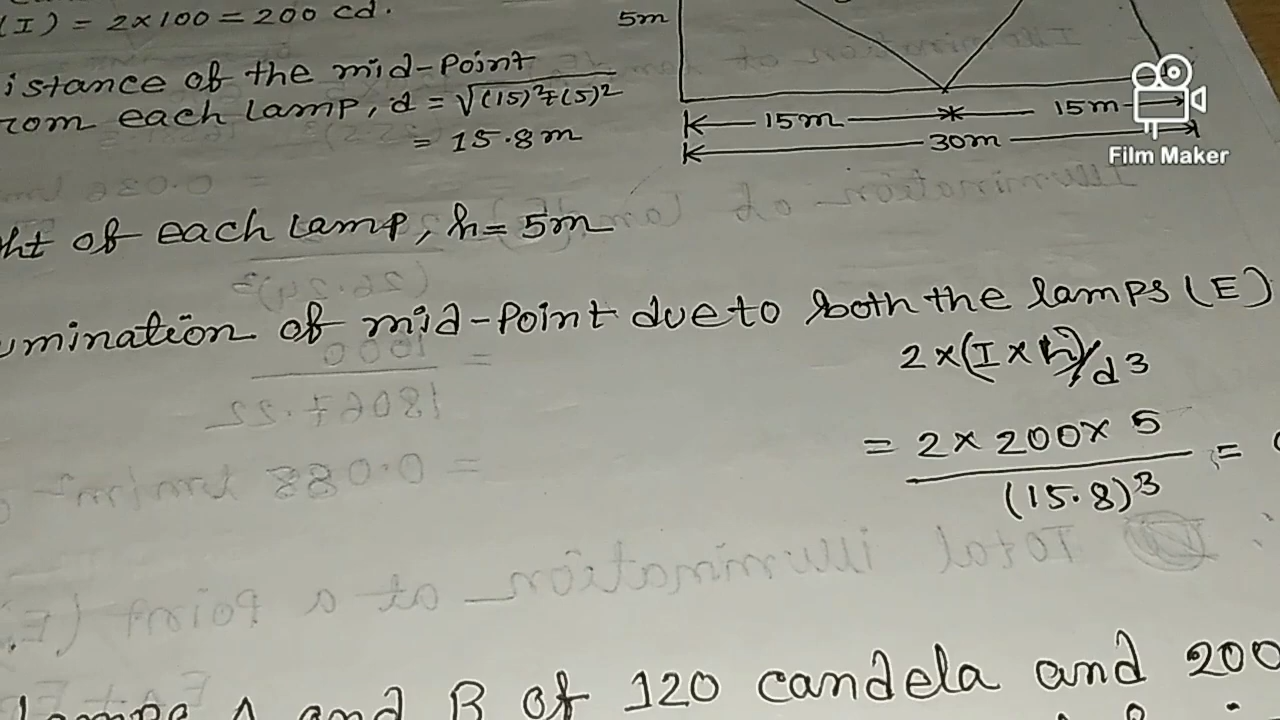 (I) = 2×100 = 200 cd.
istance of the mid-Point
rom each Lamp, d = √(15)²+(5)²
= 15.8 m
5m
15m
15m
30m
Film Maker
ht of each Lamp, h = 5m
umination of mid-Point due to both the lamps (E)
2×(I×h)/d3
= 2×200×5 / (15.8)3 =
A and B of 120 candela and 200